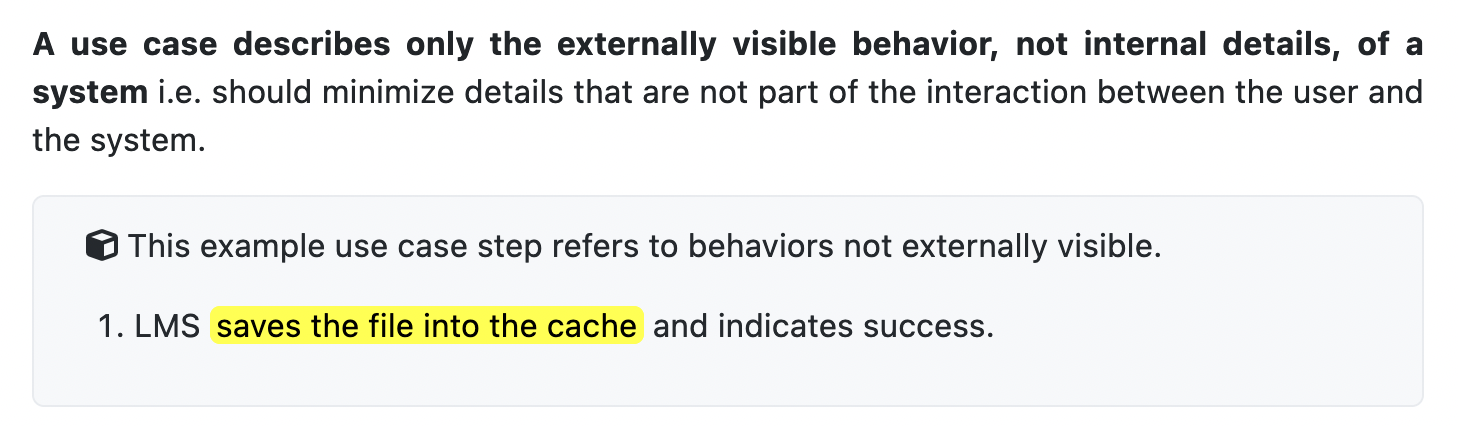 A use case describes only the externally visible behavior, not internal details, of a
system i.e. should minimize details that are not part of the interaction between the user and
the system.
This example use case step refers to behaviors not externally visible.
1. LMS saves the file into the cache and indicates success.